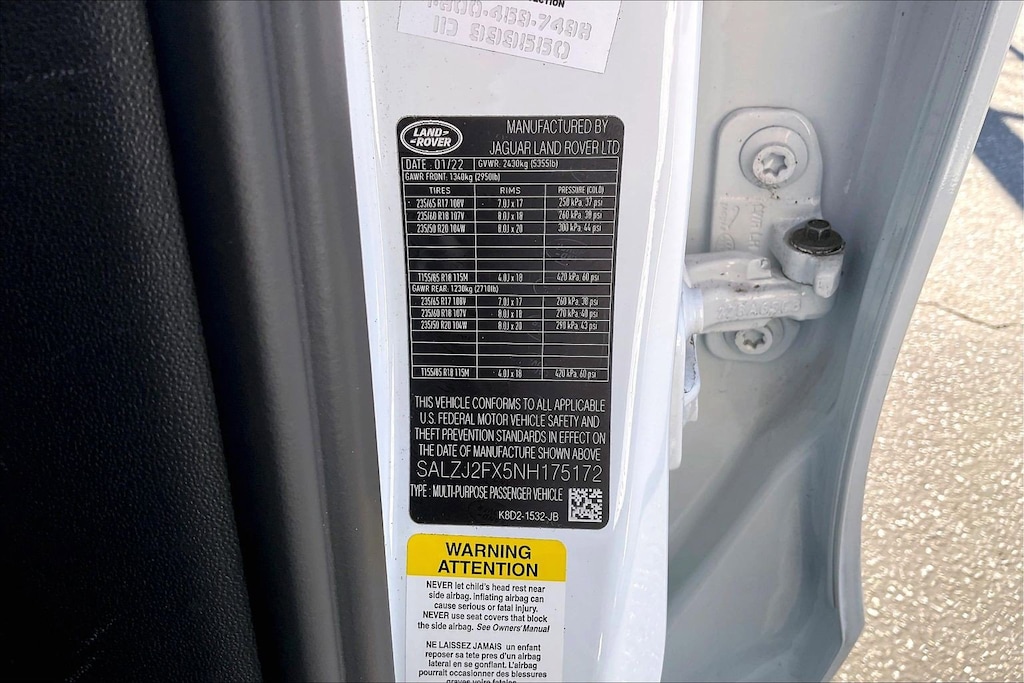 MANUFACTURED BY
JAGUAR LAND ROVER LTD
LAND-
-ROVER
DATE : 01/22 GVWR: 2430kg (5355lb)
GAWR FRONT: 1340kg (2950lb)
TIRES RIMS PRESSURE (COLD)
235/65 R17 108V 7.0J x 17 250 kPa, 37 psi
235/60 R18 107V 8.0J x 18 260 kPa, 38 psi
235/50 R20 104W 8.0J x 20 300 kPa, 44 psi
T155/85 R18 115M 4.0J x 18 420 kPa, 60 psi
GAWR REAR: 1230kg (2710lb)
235/65 R17 108V 7.0J x 17 260 kPa, 38 psi
235/60 R18 107V 8.0J x 18 270 kPa, 40 psi
235/50 R20 104W 8.0J x 20 290 kPa, 43 psi
T155/85 R18 115M 4.0J x 18 420 kPa, 60 psi
THIS VEHICLE CONFORMS TO ALL APPLICABLE
U.S. FEDERAL MOTOR VEHICLE SAFETY AND
THEFT PREVENTION STANDARDS IN EFFECT ON
THE DATE OF MANUFACTURE SHOWN ABOVE
SALZJ2FX5NH175172
TYPE : MULTI-PURPOSE PASSENGER VEHICLE
K8D2-1532-JB
WARNING
ATTENTION
NEVER let child's head rest near
side airbag. inflating airbag can
cause serious or fatal injury.
NEVER use seat covers that block
the side airbag. See Owners' Manual
NE LAISSEZ JAMAIS un enfant
reposer sa tete pres d'un airbag
lateral en se gonflant. L'airbag
pourrait occasionner des blessures
graves voire fatales